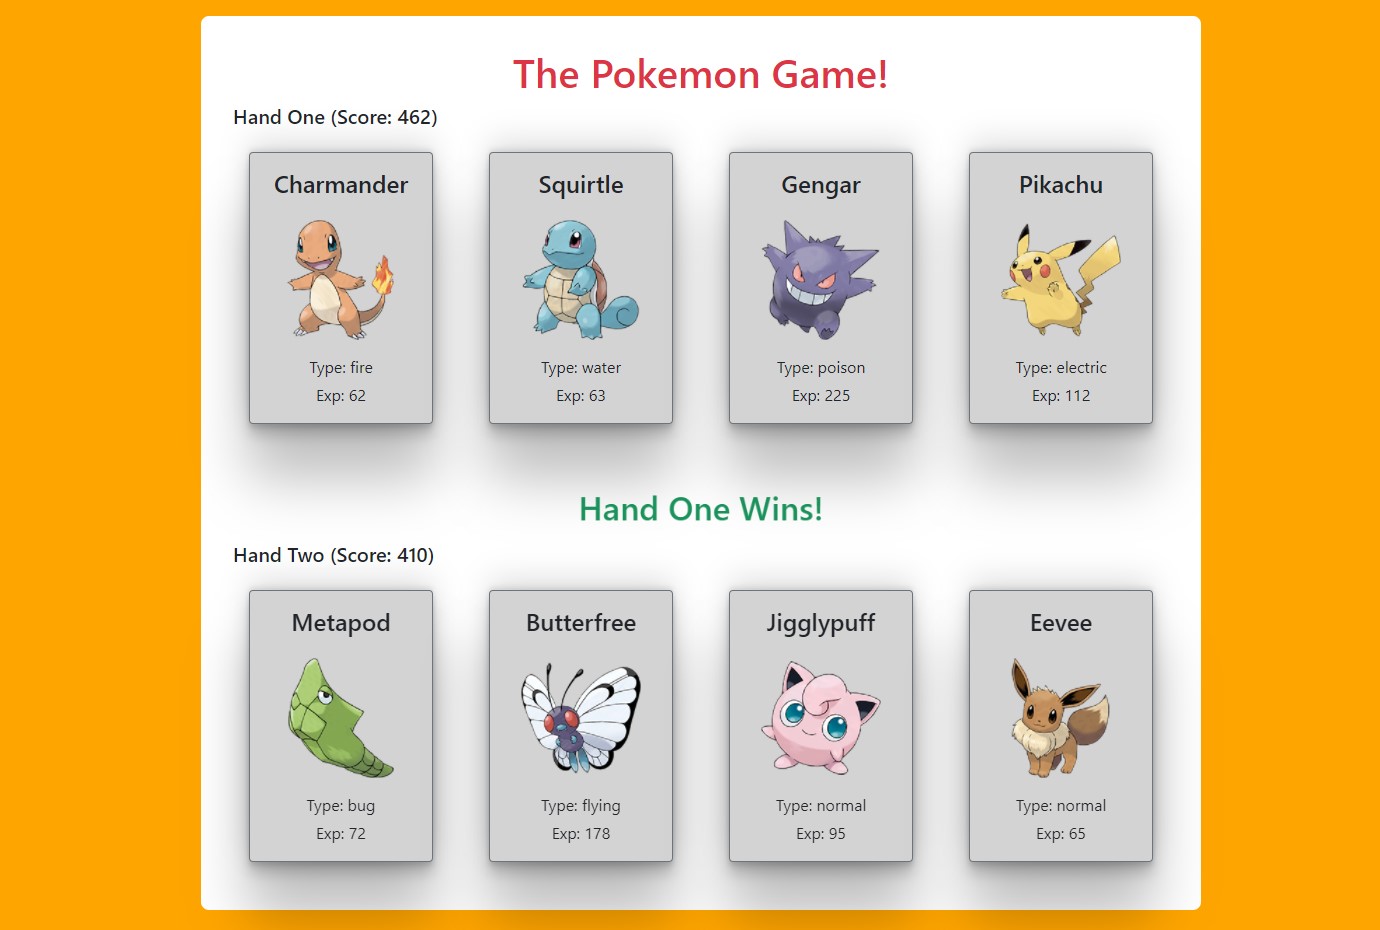 The Pokemon Game!
Hand One (Score: 462)
Charmander
Type: fire
Exp: 62
Squirtle
Type: water
Exp: 63
Gengar
Type: poison
Exp: 225
Pikachu
Type: electric
Exp: 112
Hand One Wins!
Hand Two (Score: 410)
Metapod
Type: bug
Exp: 72
Butterfree
Type: flying
Exp: 178
Jigglypuff
Type: normal
Exp: 95
Eevee
Type: normal
Exp: 65